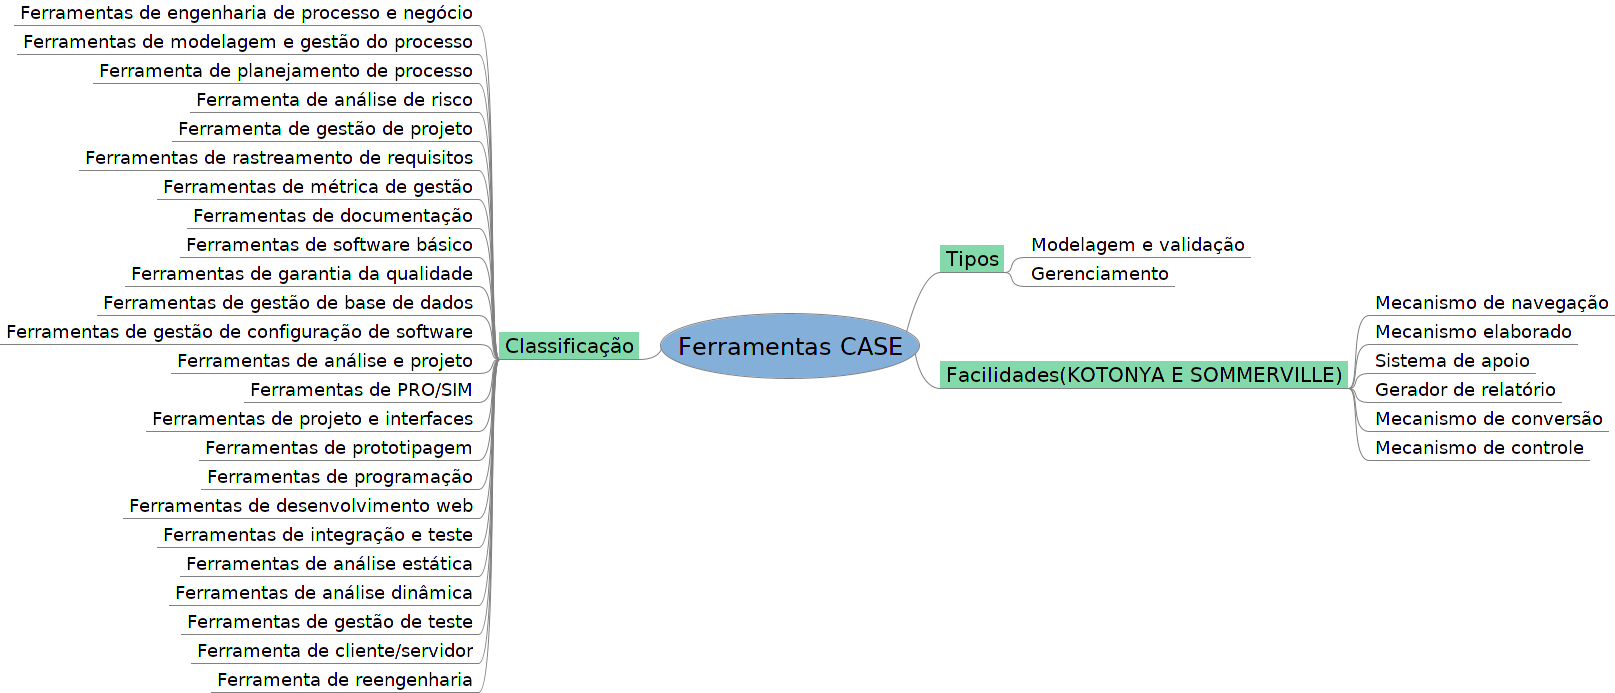 Ferramentas de engenharia de processo e negócio
Ferramentas de modelagem e gestão do processo
Ferramenta de planejamento de processo
Ferramenta de análise de risco
Ferramenta de gestão de projeto
Ferramentas de rastreamento de requisitos
Ferramentas de métrica de gestão
Ferramentas de documentação
Ferramentas de software básico
Ferramentas de garantia da qualidade
Ferramentas de gestão de base de dados
Ferramentas de gestão de configuração de software
Ferramentas de análise e projeto
Ferramentas de PRO/SIM
Ferramentas de projeto e interfaces
Ferramentas de prototipagem
Ferramentas de programação
Ferramentas de desenvolvimento web
Ferramentas de integração e teste
Ferramentas de análise estática
Ferramentas de análise dinâmica
Ferramentas de gestão de teste
Ferramenta de cliente/servidor
Ferramenta de reengenharia
Classificação
Ferramentas CASE
Tipos
Modelagem e validação
Gerenciamento
Facilidades(KOTONYA E SOMMERVILLE)
Mecanismo de navegação
Mecanismo elaborado
Sistema de apoio
Gerador de relatório
Mecanismo de conversão
Mecanismo de controle